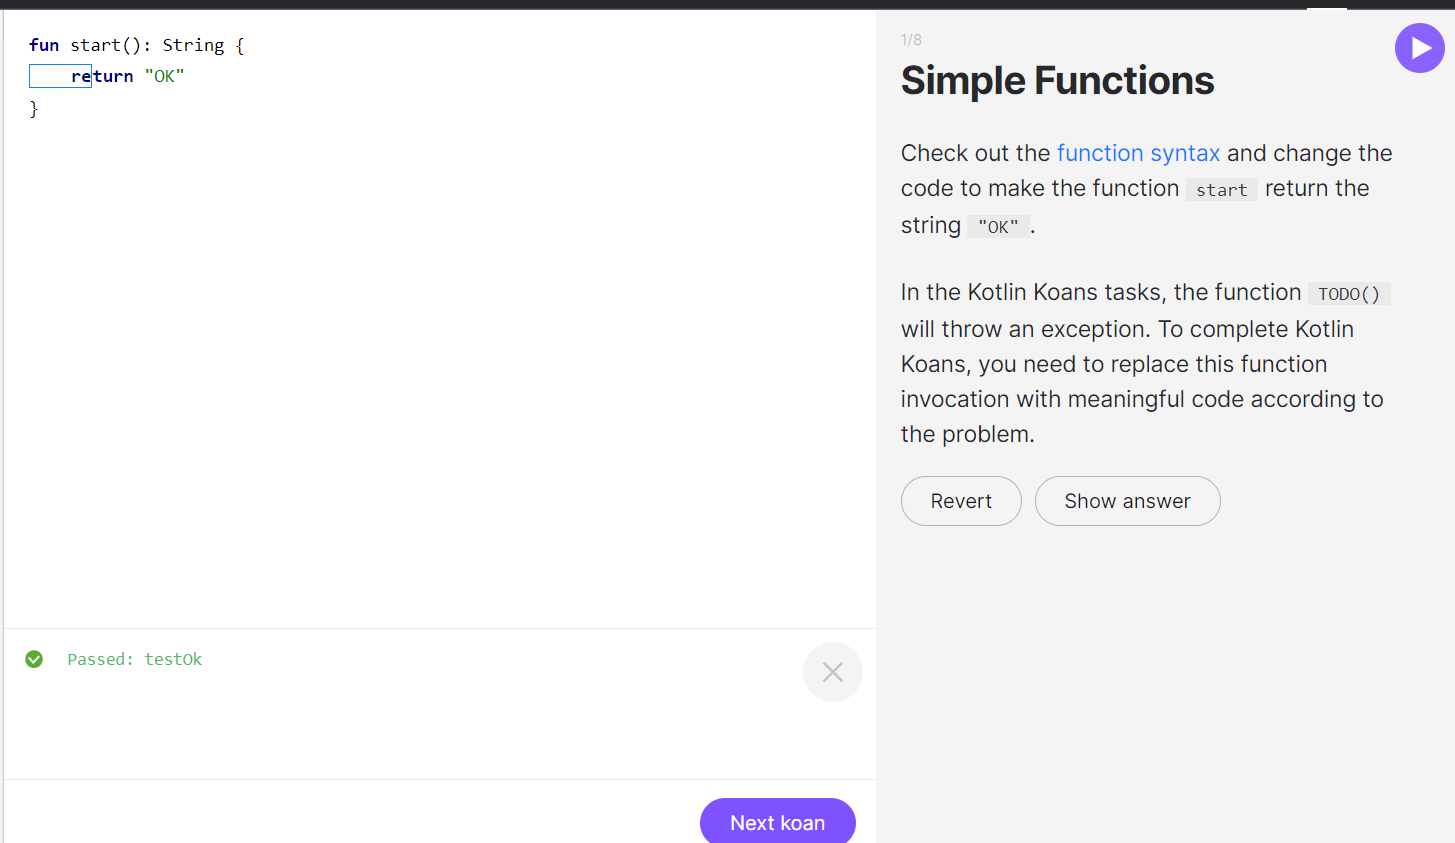 fun start(): String {
    return "OK"
}
Passed: testOk
Next koan
1/8
Simple Functions
Check out the function syntax and change the
code to make the function start return the
string "OK" .
In the Kotlin Koans tasks, the function TODO()
will throw an exception. To complete Kotlin
Koans, you need to replace this function
invocation with meaningful code according to
the problem.
Revert Show answer